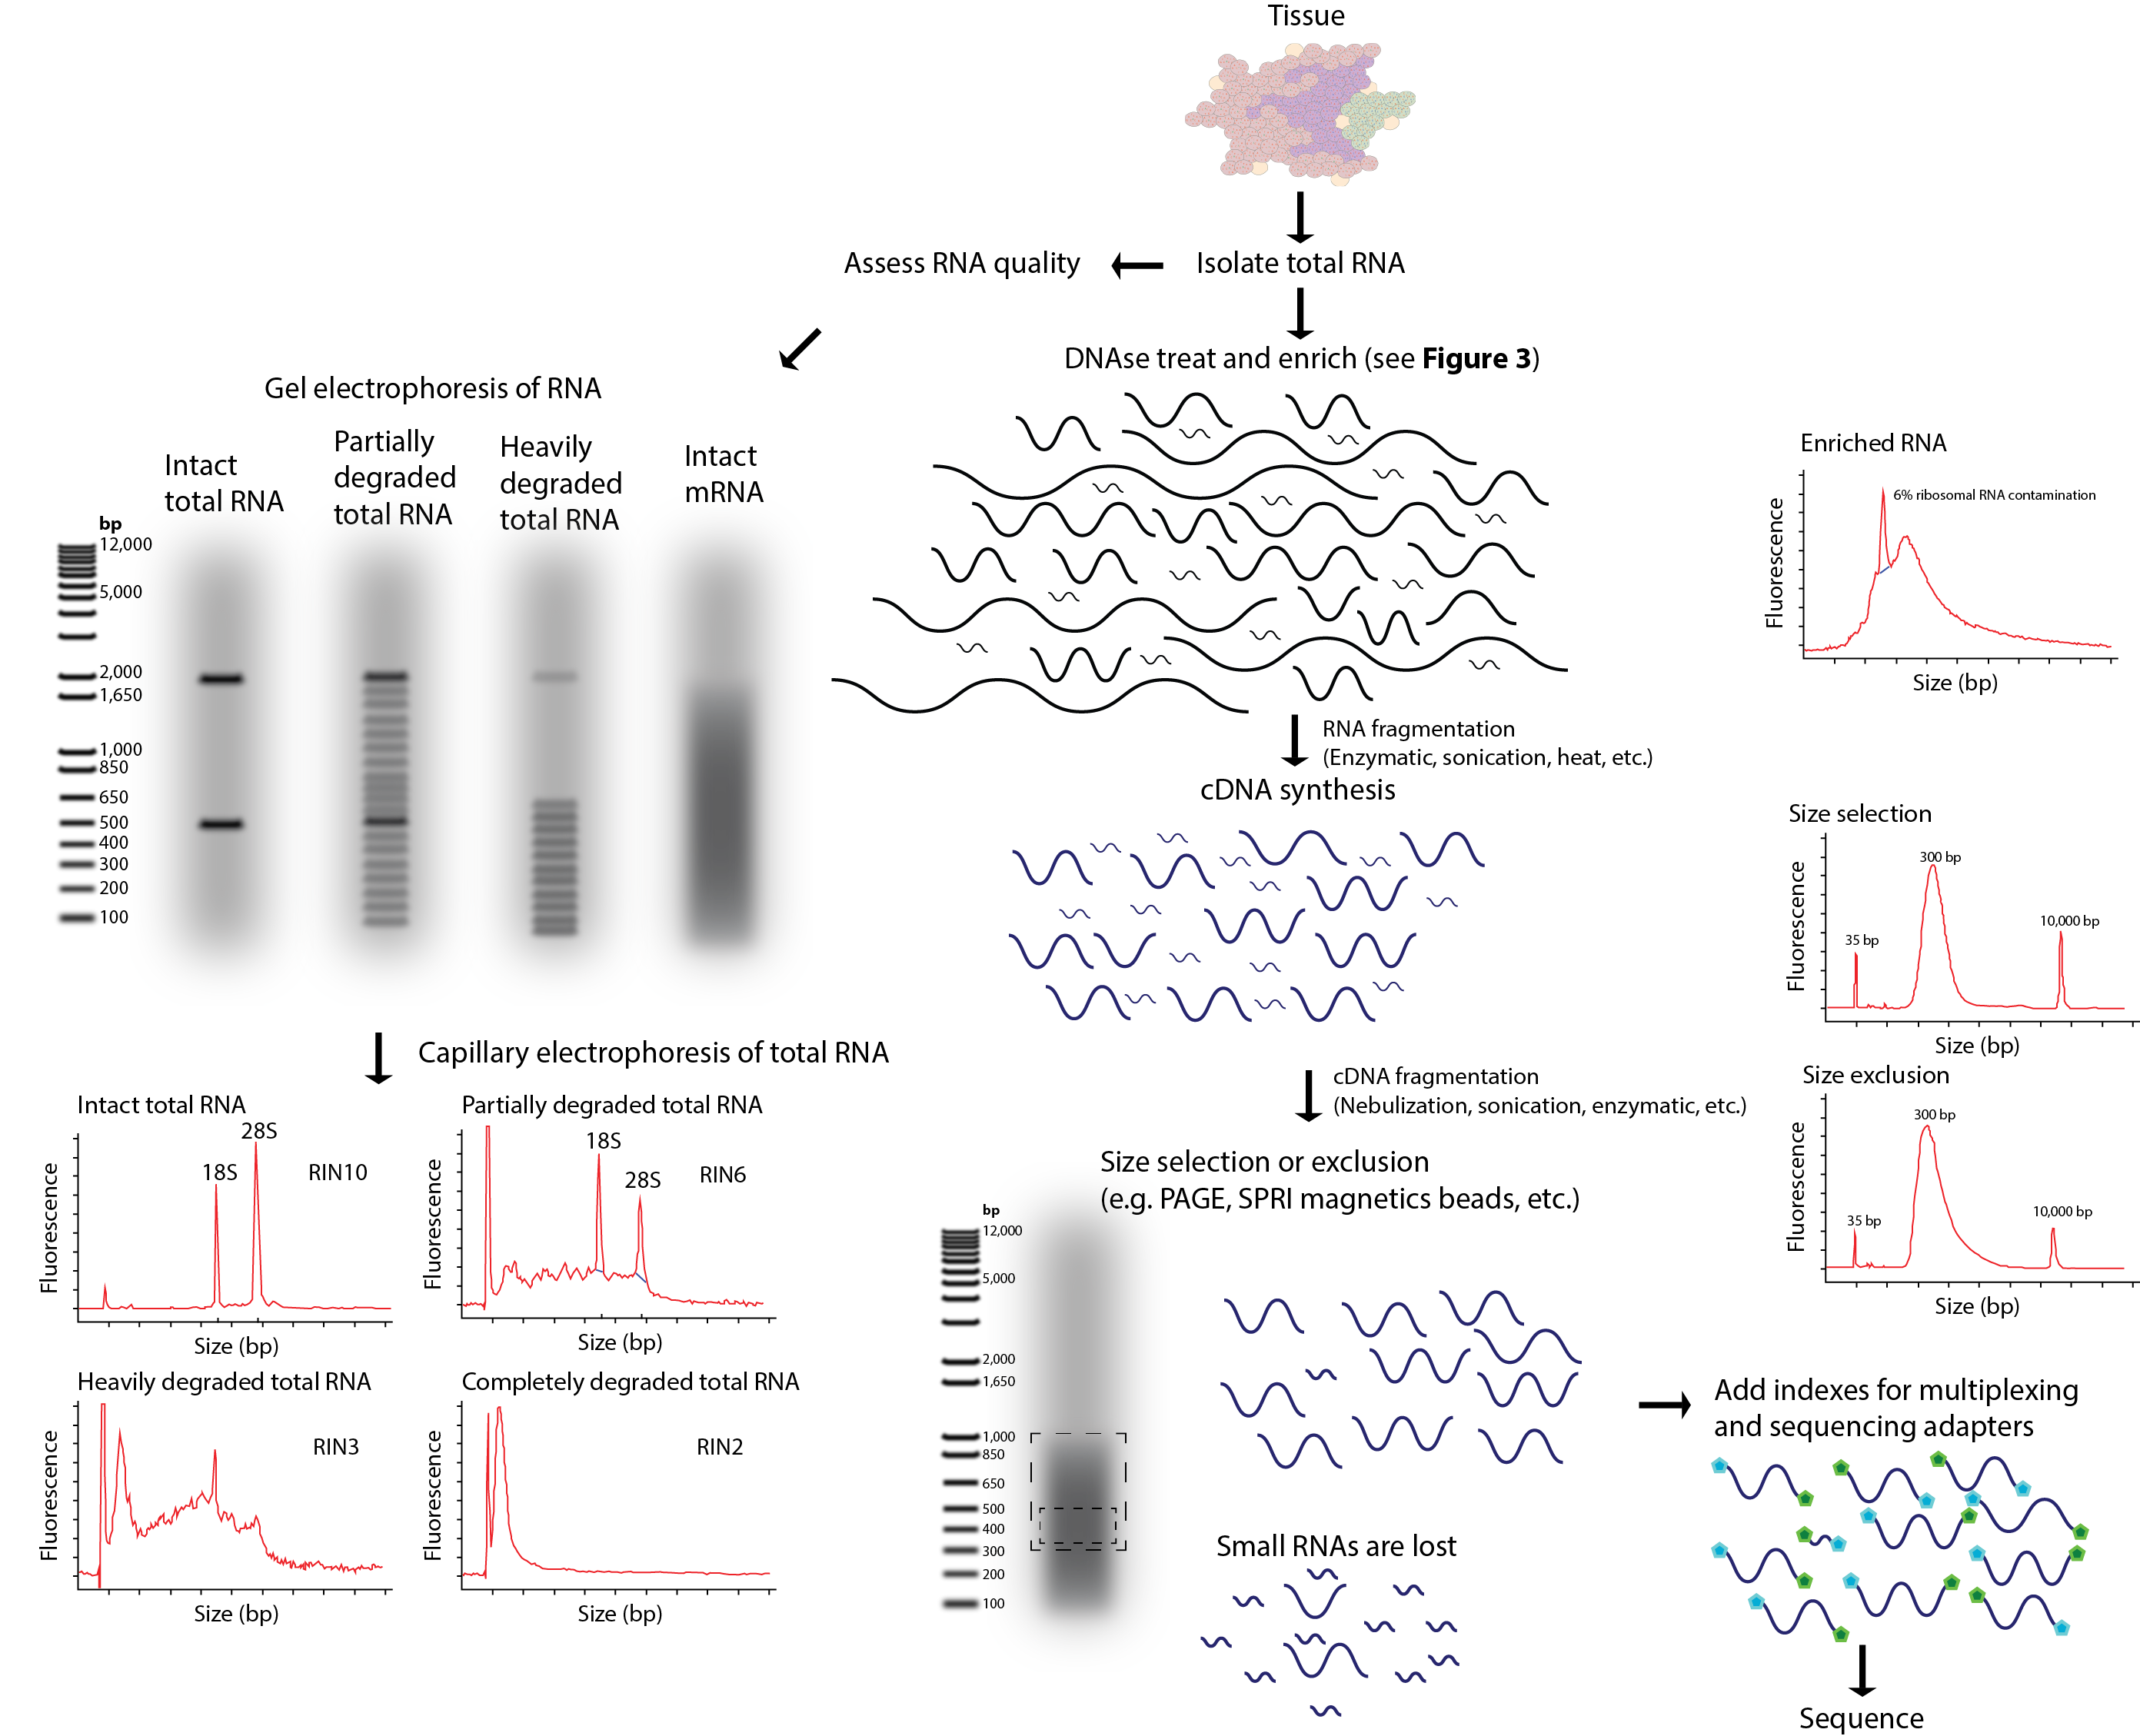 Tissue
Assess RNA quality
Isolate total RNA
DNAse treat and enrich (see Figure 3)
Gel electrophoresis of RNA
Intact
total RNA
Partially
degraded
total RNA
Heavily
degraded
total RNA
Intact
mRNA
bp
12,000
5,000
2,000
1,650
1,000
850
650
500
400
300
200
100
Enriched RNA
6% ribosomal RNA contamination
Fluorescence
Size (bp)
RNA fragmentation
(Enzymatic, sonication, heat, etc.)
cDNA synthesis
Size selection
300 bp
35 bp
10,000 bp
Fluorescence
Size (bp)
Size exclusion
300 bp
35 bp
10,000 bp
Fluorescence
Size (bp)
Capillary electrophoresis of total RNA
Intact total RNA
28S
18S
RIN10
Fluorescence
Size (bp)
Partially degraded total RNA
18S
28S
RIN6
Fluorescence
Size (bp)
Heavily degraded total RNA
RIN3
Fluorescence
Size (bp)
Completely degraded total RNA
RIN2
Fluorescence
Size (bp)
cDNA fragmentation
(Nebulization, sonication, enzymatic, etc.)
Size selection or exclusion
(e.g. PAGE, SPRI magnetics beads, etc.)
bp
12,000
5,000
2,000
1,650
1,000
850
650
500
400
300
200
100
Small RNAs are lost
Add indexes for multiplexing
and sequencing adapters
Sequence